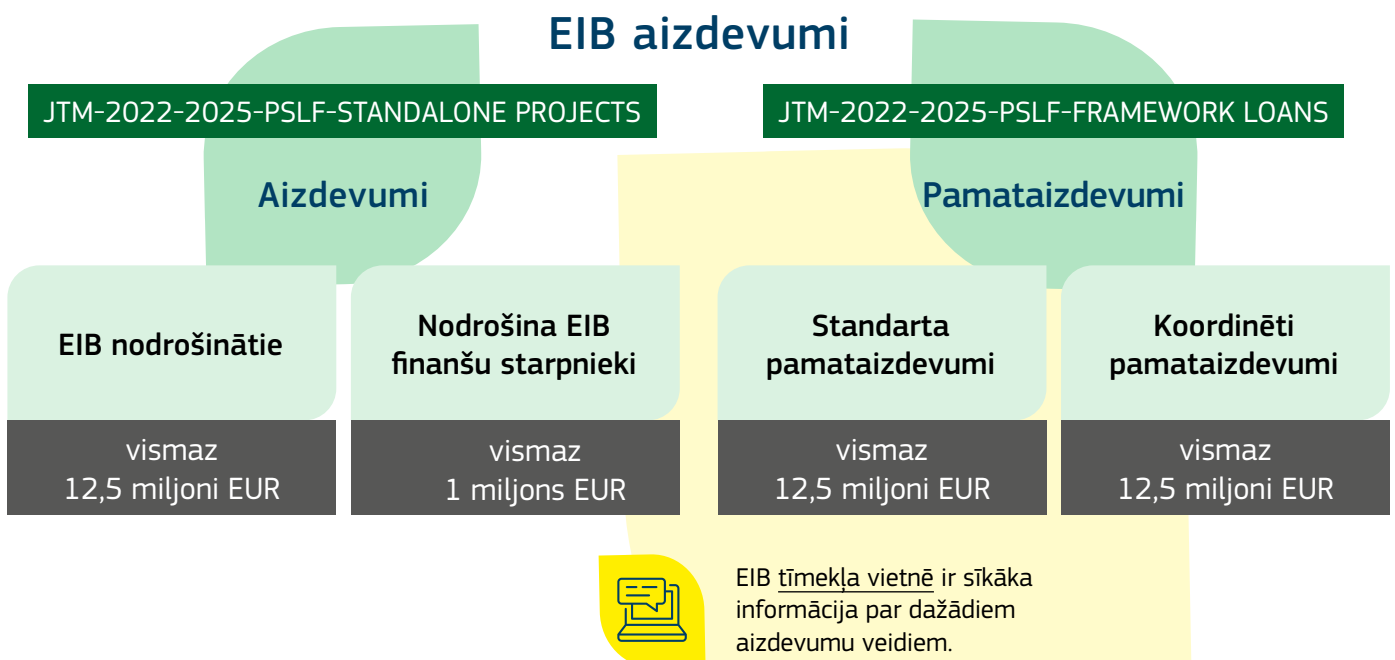 EIB aizdevumi
JTM-2022-2025-PSLF-STANDALONE PROJECTS
JTM-2022-2025-PSLF-FRAMEWORK LOANS
Aizdevumi
Pamataizdevumi
EIB nodrošinātie
Nodrošina EIB
finanšu starpnieki
Standarta
pamataizdevumi
Koordinēti
pamataizdevumi
vismaz
12,5 miljoni EUR
vismaz
1 miljons EUR
vismaz
12,5 miljoni EUR
vismaz
12,5 miljoni EUR
EIB tīmekļa vietnē ir sīkāka
informācija par dažādiem
aizdevumu veidiem.